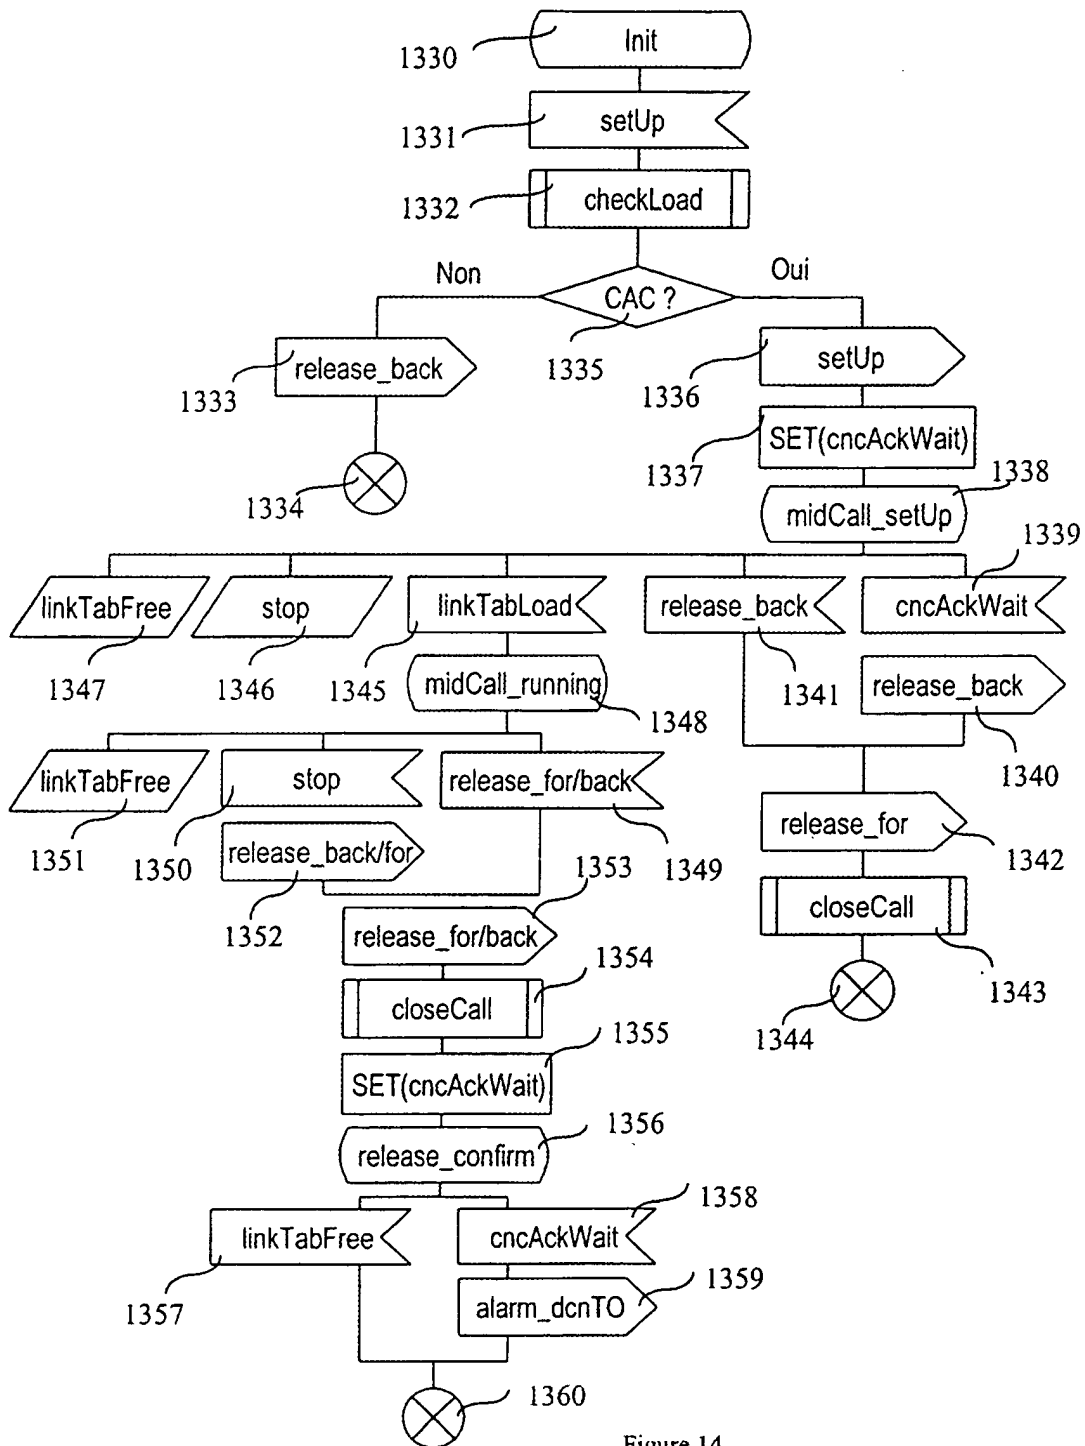 Init
1330
setUp
1331
checkLoad
1332
Non
Oui
CAC ?
1335
release_back
1333
1334
setUp
1336
SET(cncAckWait)
1337
1338
midCall_setUp
1339
linkTabFree
stop
linkTabLoad
release_back
cncAckWait
1347
1346
1345
1341
midCall_running
1348
release_back
1340
linkTabFree
stop
release_for/back
1351
1350
1349
release_back/for
1352
release_for
1342
1353
release_for/back
closeCall
1343
1344
1354
closeCall
1355
SET(cncAckWait)
1356
release_confirm
1358
linkTabFree
cncAckWait
1357
1359
alarm_dcnTO
1360
Figure 14